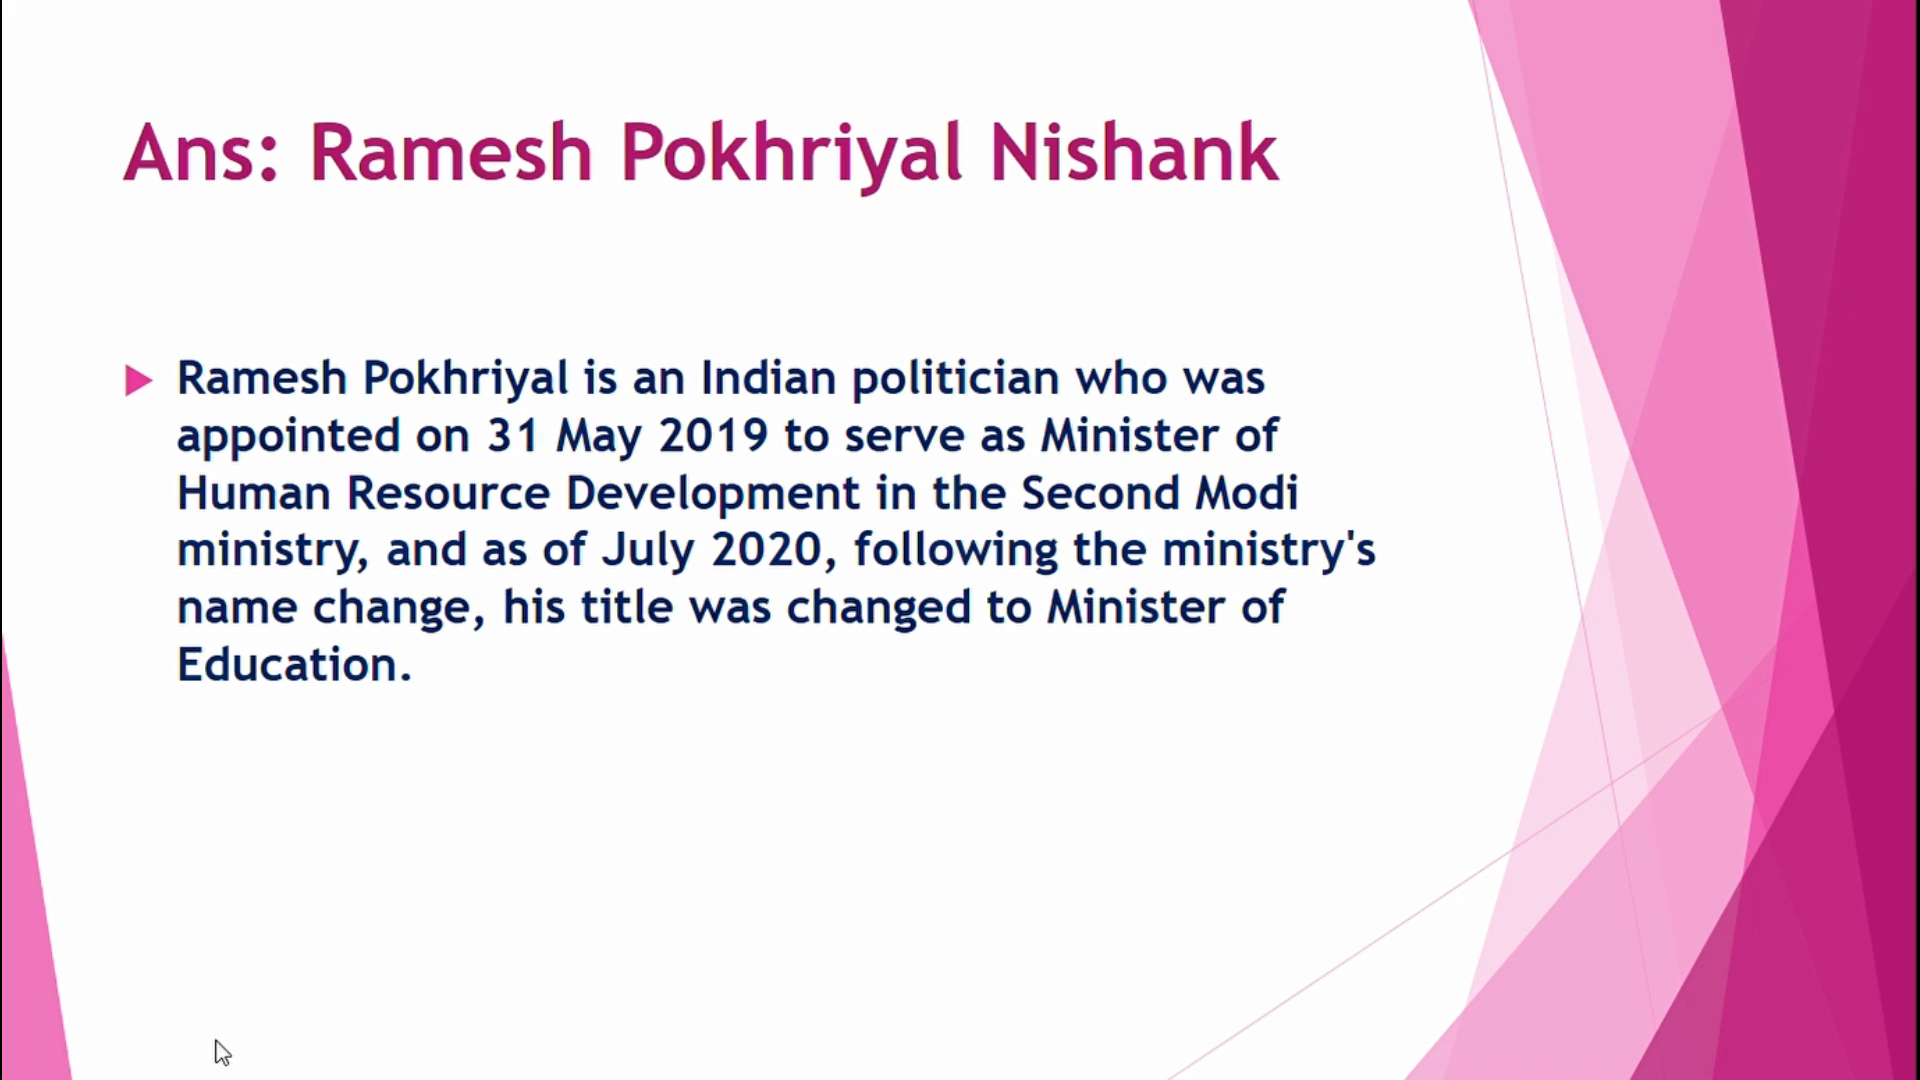 Ans: Ramesh Pokhriyal Nishank
Ramesh Pokhriyal is an Indian politician who was
appointed on 31 May 2019 to serve as Minister of
Human Resource Development in the Second Modi
ministry, and as of July 2020, following the ministry's
name change, his title was changed to Minister of
Education.